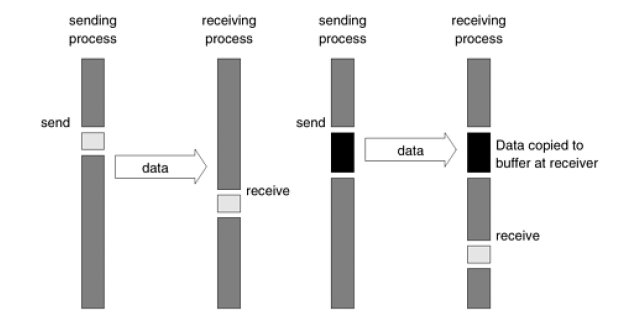 sending
process
receiving
process
sending
process
receiving
process
send
data
receive
send
data
Data copied to
buffer at receiver
receive